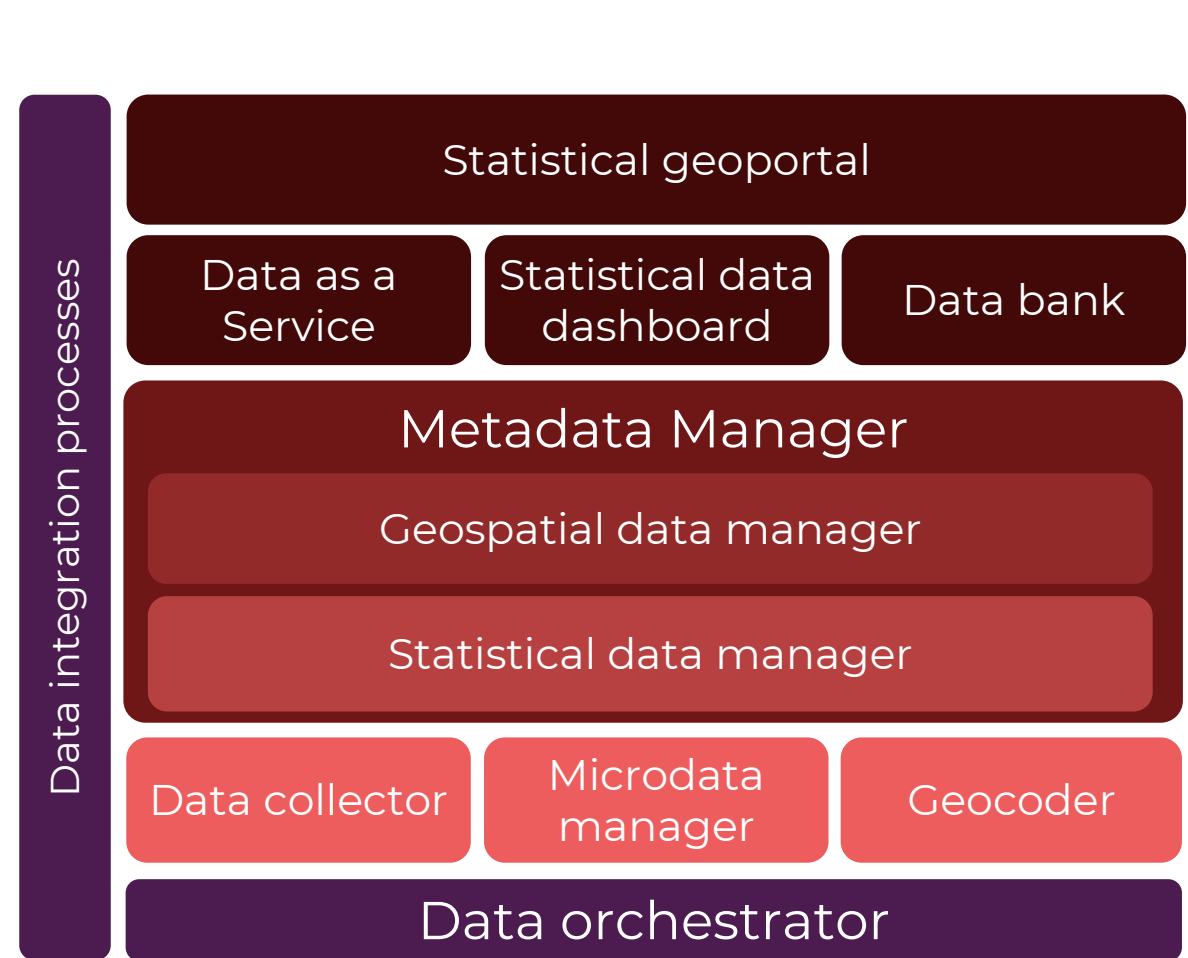 Data integration processes
Statistical geoportal
Data as a
Service
Statistical data
dashboard
Data bank
Metadata Manager
Geospatial data manager
Statistical data manager
Data collector
Microdata
manager
Geocoder
Data orchestrator